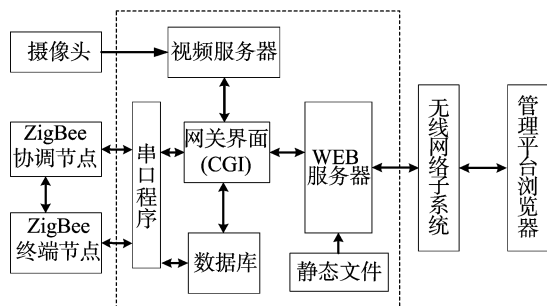 摄像头
视频服务器
ZigBee
协调节点
串口程序
网关界面
(CGI)
WEB
服务器
无线网络子系统
管理平台浏览器
ZigBee
终端节点
数据库
静态文件